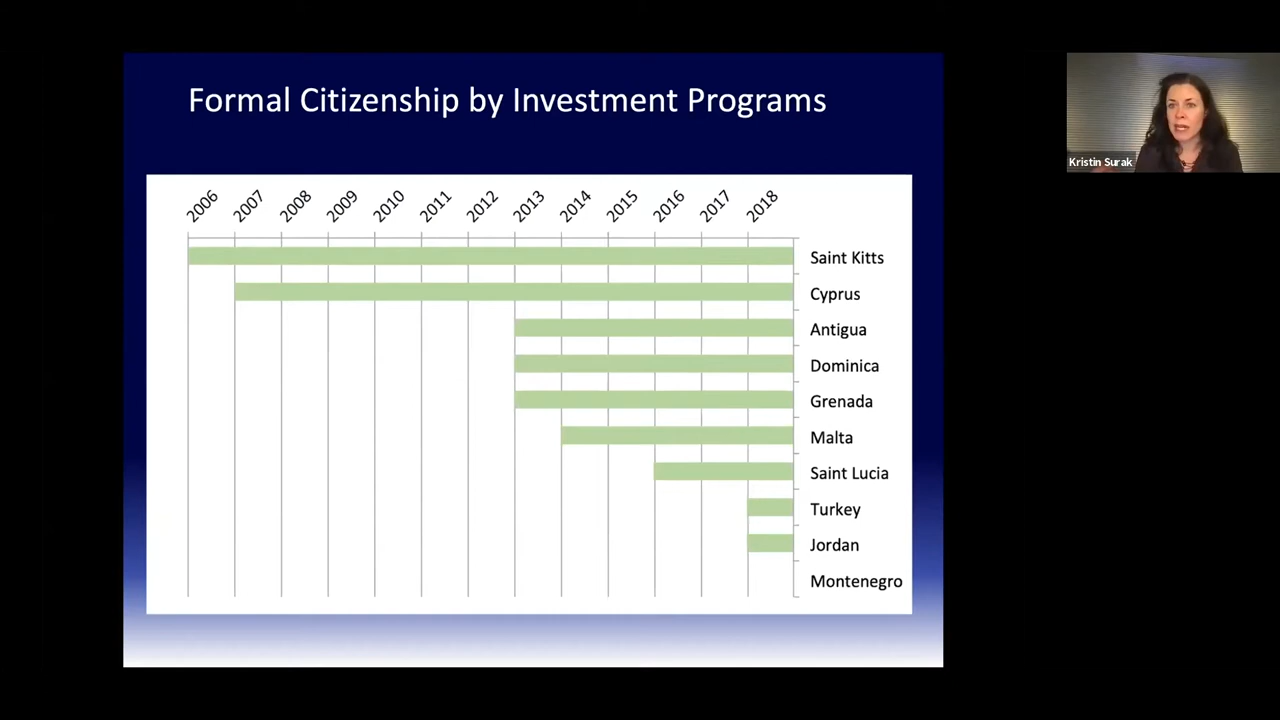 Formal Citizenship by Investment Programs
Kristin Surak
2006 2007 2008 2009 2010 2011 2012 2013 2014 2015 2016 2017 2018
Saint Kitts
Cyprus
Antigua
Dominica
Grenada
Malta
Saint Lucia
Turkey
Jordan
Montenegro